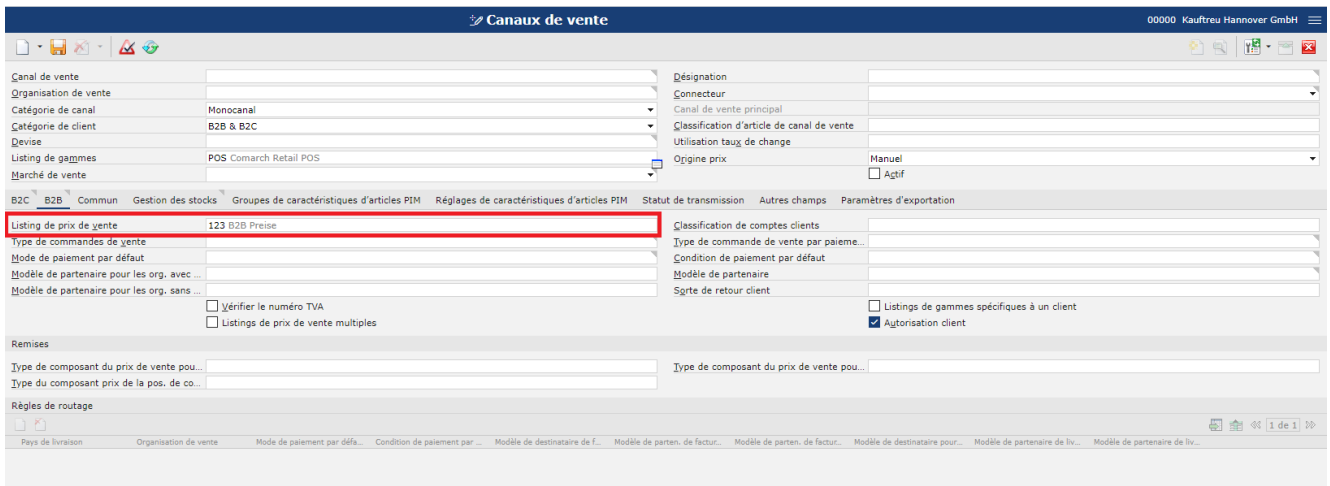 Canaux de vente 00000 Kauftreu Hannover GmbH
Canal de vente Désignation
Organisation de vente Connecteur
Catégorie de canal Monocanal Canal de vente principal
Catégorie de client B2B & B2C Classification d'article de canal de vente
Devise Utilisation taux de change
Listing de gammes POS Comarch Retail POS Origine prix Manuel
Marché de vente Actif
B2C B2B Commun Gestion des stocks Groupes de caractéristiques d'articles PIM Réglages de caractéristiques d'articles PIM Statut de transmission Autres champs Paramètres d'exportation
Listing de prix de vente 123 B2B Preise Classification de comptes clients
Type de commandes de vente Type de commande de vente par paieme...
Mode de paiement par défaut Condition de paiement par défaut
Modèle de partenaire pour les org. avec ... Modèle de partenaire
Modèle de partenaire pour les org. sans ... Sorte de retour client
Vérifier le numéro TVA Listings de gammes spécifiques à un client
Listings de prix de vente multiples Autorisation client
Remises
Type de composant du prix de vente pou... Type de composant du prix de vente pou...
Type du composant prix de la pos. de co...
Règles de routage
1 de 1
Pays de livraison Organisation de vente Mode de paiement par défa... Condition de paiement par ... Modèle de destinataire de f... Modèle de parten. de factur... Modèle de parten. de factur... Modèle de destinataire pour... Modèle de partenaire de liv... Modèle de partenaire de liv...